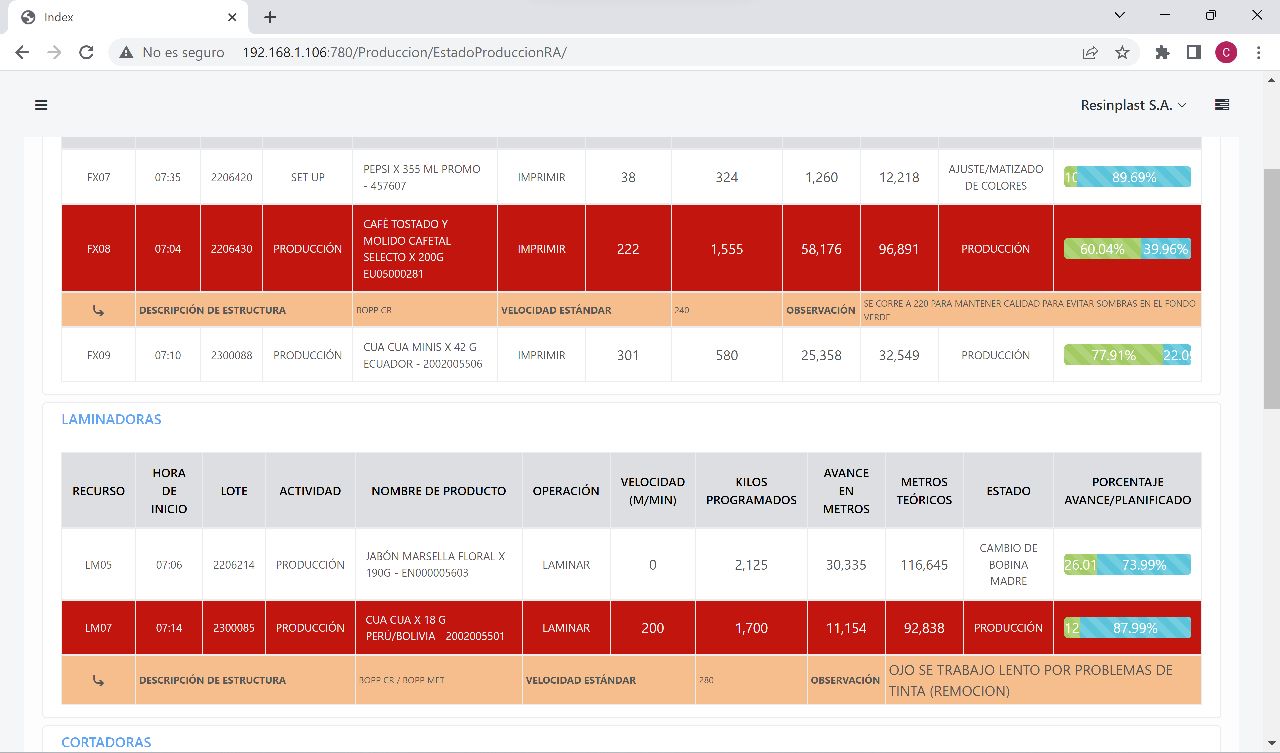 Index
No es seguro 192.168.1.106:780/Produccion/EstadoProduccionRA/
C
Resinplast S.A.
FX07 07:35 2206420 SET UP PEPSI X 355 ML PROMO - 457607 IMPRIMIR 38 324 1,260 12,218 AJUSTE/MATIZADO DE COLORES 10 89.69%
FX08 07:04 2206430 PRODUCCIÓN CAFÉ TOSTADO Y MOLIDO CAFETAL SELECTO X 200G EU05000281 IMPRIMIR 222 1,555 58,176 96,891 PRODUCCIÓN 60.04% 39.96%
DESCRIPCIÓN DE ESTRUCTURA BOPP CR VELOCIDAD ESTÁNDAR 240 OBSERVACIÓN SE CORRE A 220 PARA MANTENER CALIDAD PARA EVITAR SOMBRAS EN EL FONDO VERDE
FX09 07:10 2300088 PRODUCCIÓN CUA CUA MINIS X 42 G ECUADOR - 2002005506 IMPRIMIR 301 580 25,358 32,549 PRODUCCIÓN 77.91% 22.09
LAMINADORAS
RECURSO HORA DE INICIO LOTE ACTIVIDAD NOMBRE DE PRODUCTO OPERACIÓN VELOCIDAD (M/MIN) KILOS PROGRAMADOS AVANCE EN METROS METROS TEÓRICOS ESTADO PORCENTAJE AVANCE/PLANIFICADO
LM05 07:06 2206214 PRODUCCIÓN JABÓN MARSELLA FLORAL X - EN000005603 LAMINAR 0 2,125 30,335 116,645 CAMBIO DE BOBINA MADRE 26.01 73.99%
LM07 07:14 2300085 PRODUCCIÓN CUA CUA X 18 G PERÚ/BOLIVIA 2002005501 LAMINAR 200 1,700 11,154 92,838 PRODUCCIÓN 12 87.99%
DESCRIPCIÓN DE ESTRUCTURA BOPP CR / BOPP MET VELOCIDAD ESTÁNDAR 280 OBSERVACIÓN OJO SE TRABAJO LENTO POR PROBLEMAS DE TINTA (REMOCION)
CORTADORAS